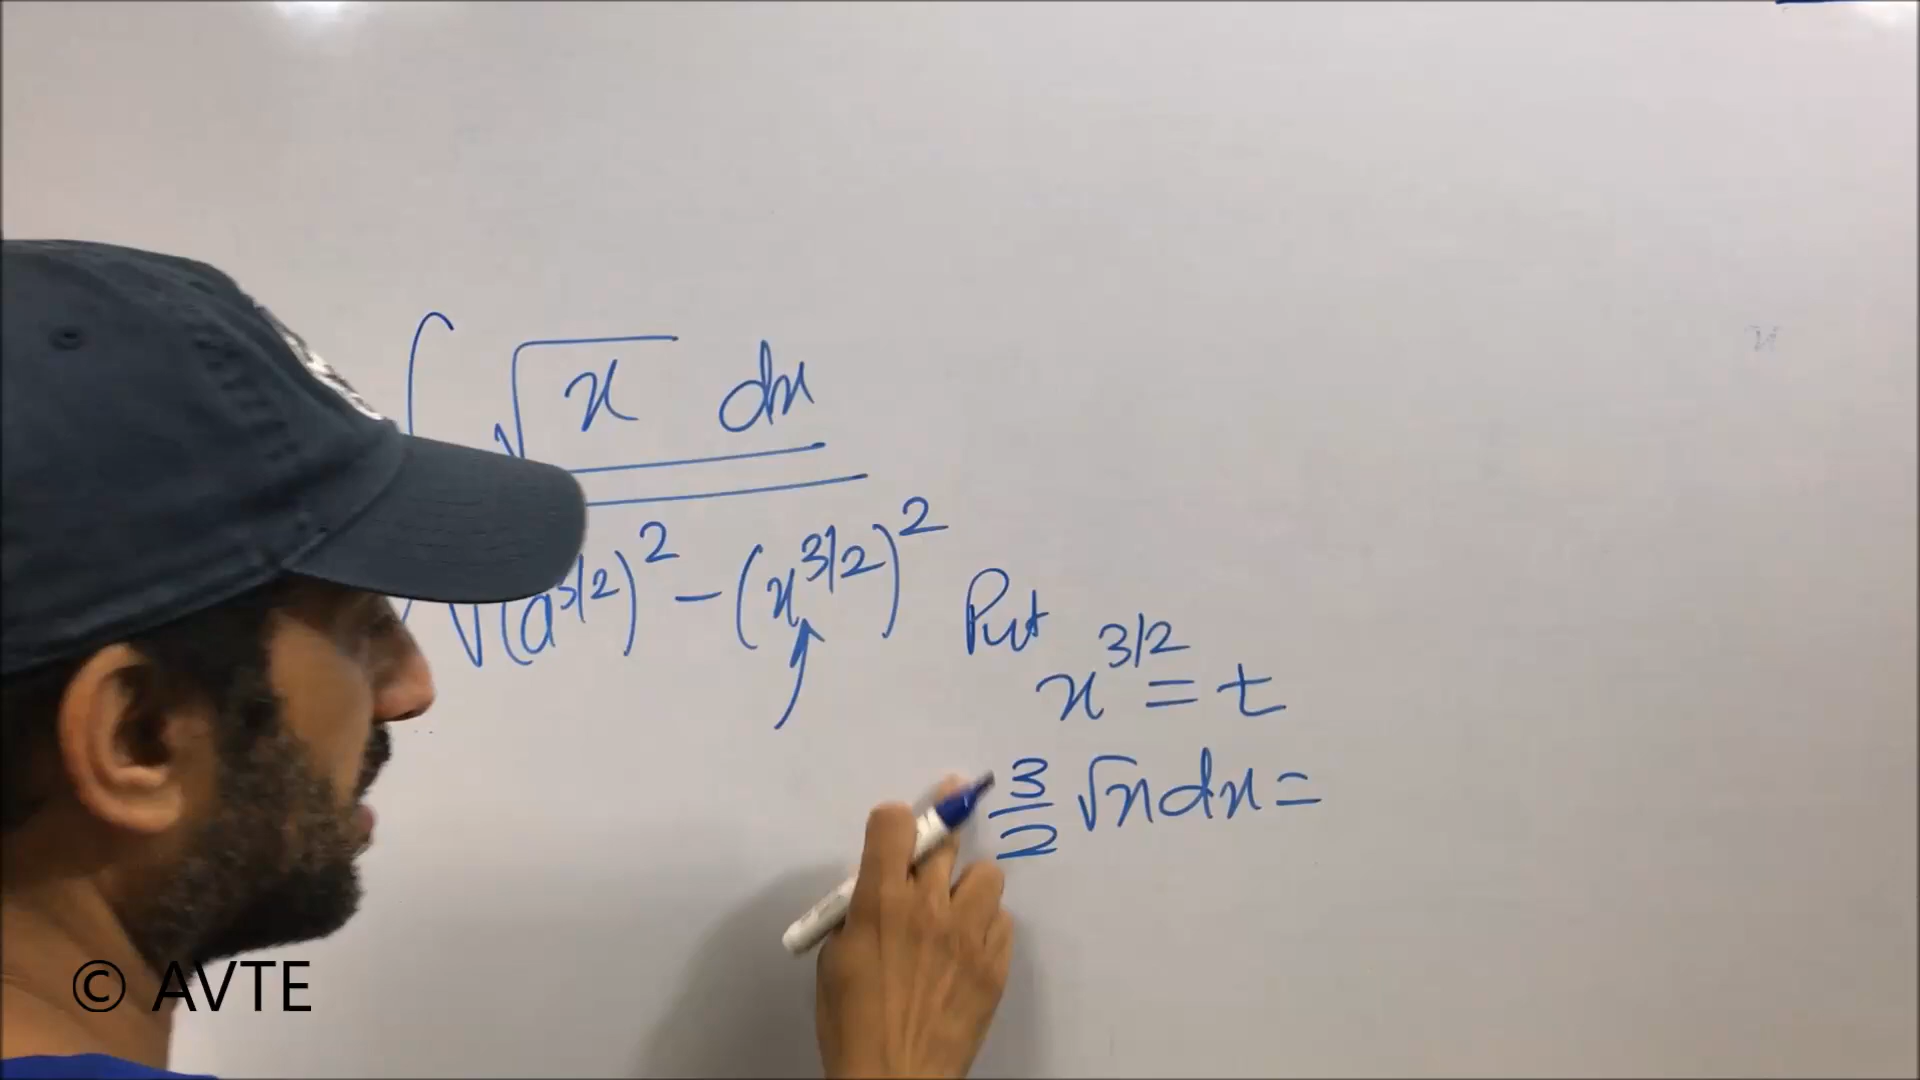 ∫ √x dx
√(a^3/2)^2 - (x^3/2)^2
Put
x^3/2 = t
3/2 √x dx =
© AVTE